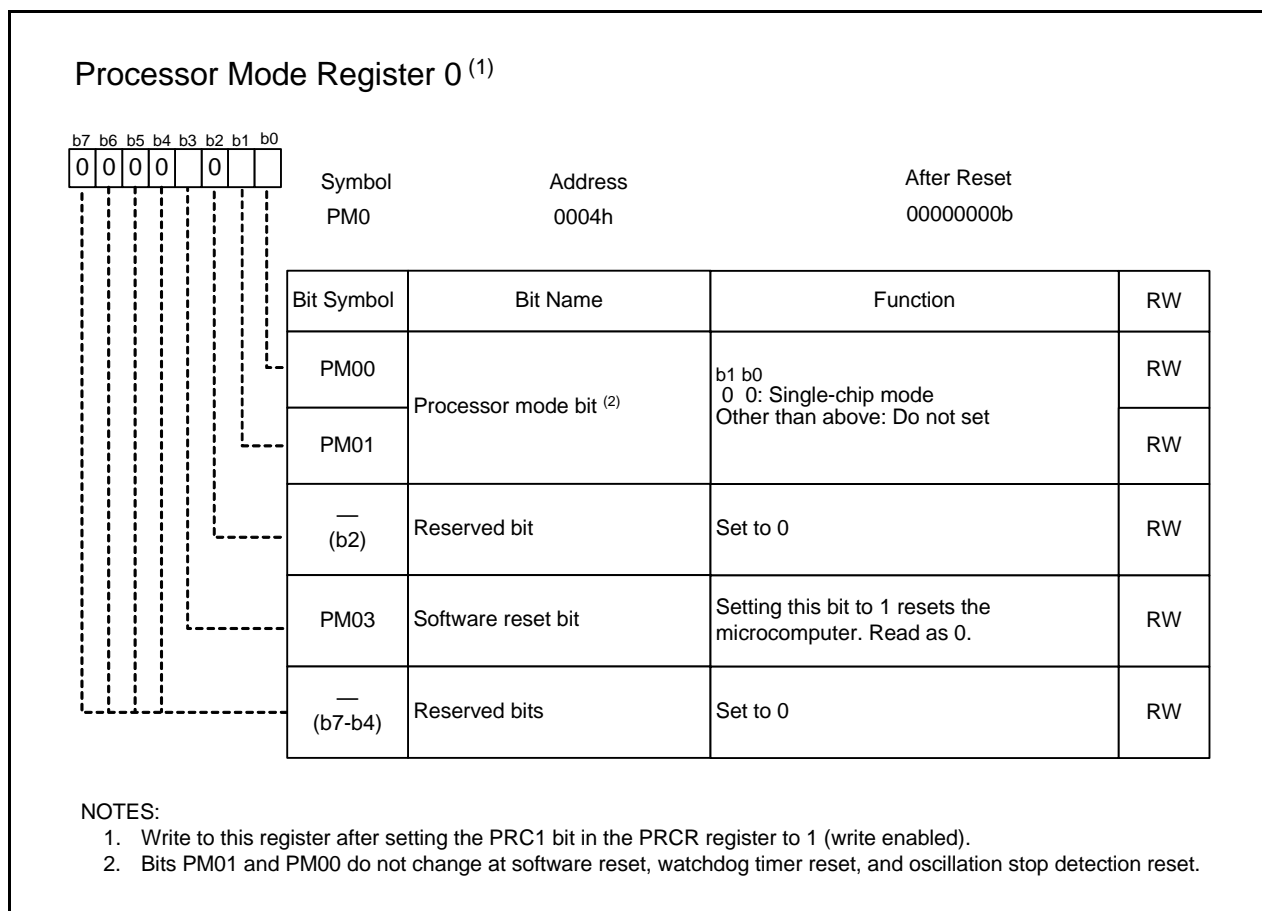 Processor Mode Register 0 (1)
b7 b6 b5 b4 b3 b2 b1 b0
0 0 0 0 0
Symbol Address After Reset
PM0 0004h 00000000b
Bit Symbol Bit Name Function RW
PM00 Processor mode bit (2) b1 b0
0 0: Single-chip mode
Other than above: Do not set RW
PM01 RW
—
(b2) Reserved bit Set to 0 RW
PM03 Software reset bit Setting this bit to 1 resets the
microcomputer. Read as 0. RW
—
(b7-b4) Reserved bits Set to 0 RW
NOTES:
1. Write to this register after setting the PRC1 bit in the PRCR register to 1 (write enabled).
2. Bits PM01 and PM00 do not change at software reset, watchdog timer reset, and oscillation stop detection reset.